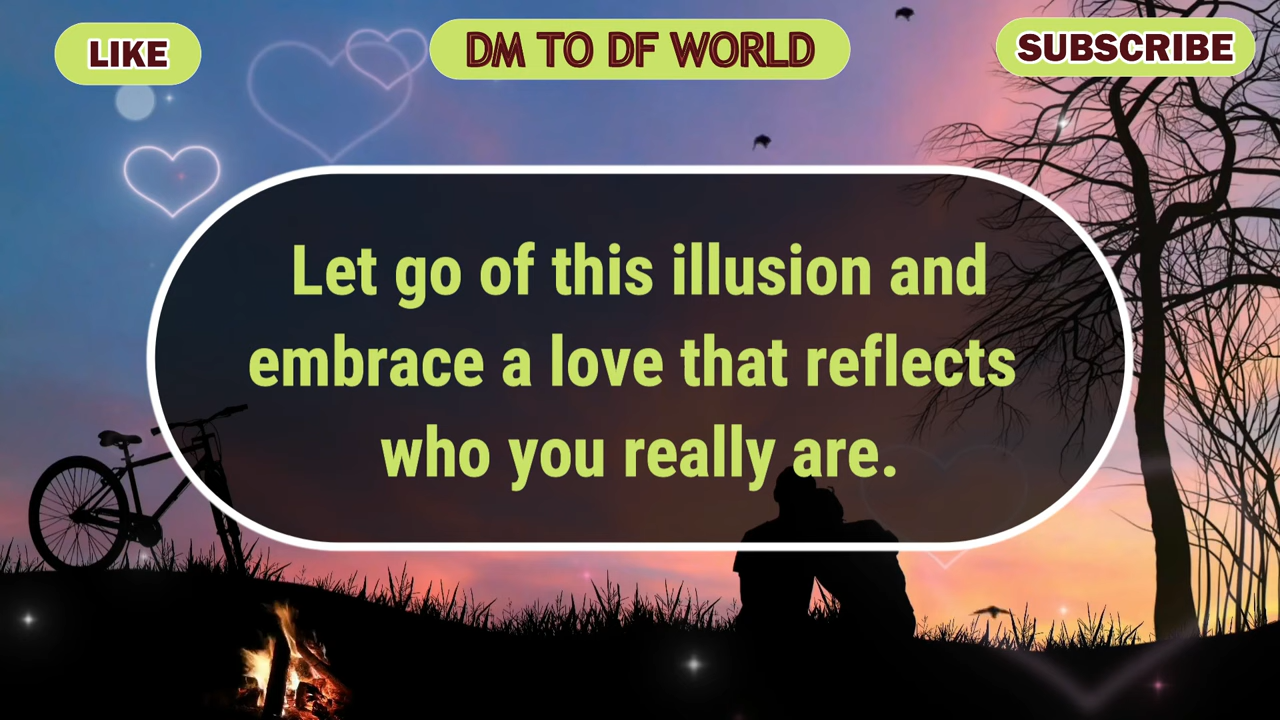 LIKE
DM TO DF WORLD
SUBSCRIBE
Let go of this illusion and
embrace a love that reflects
who you really are.